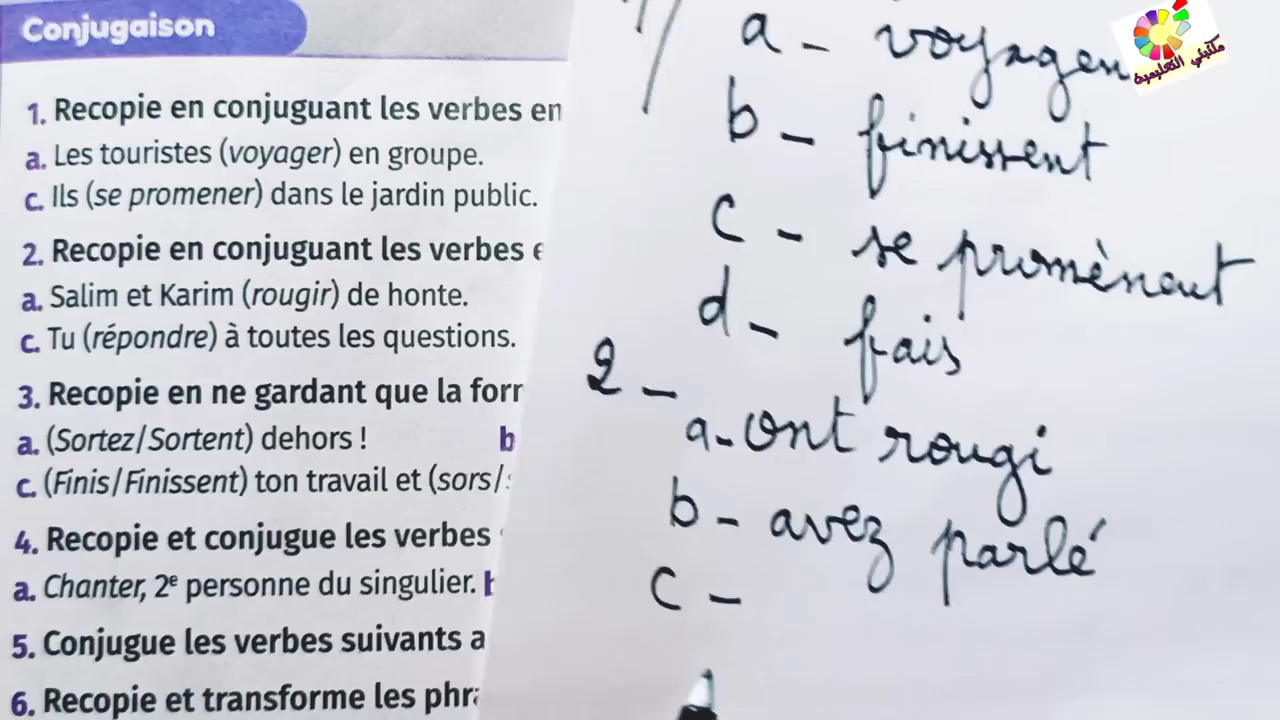 Conjugaison
1. Recopie en conjuguant les verbes en
a. Les touristes (voyager) en groupe.
c. Ils (se promener) dans le jardin public.
2. Recopie en conjuguant les verbes
a. Salim et Karim (rougir) de honte.
c. Tu (répondre) à toutes les questions.
3. Recopie en ne gardant que la
a. (Sortez/Sortent) dehors ! b
c. (Finis/Finissent) ton travail et (sors/
4. Recopie et conjugue les verbes
a. Chanter, 2e personne du singulier.
5. Conjugue les verbes suivants a
6. Recopie et transforme les
1/ a - voyagen
b - finissent
c - se promènent
d - fais
2 -
a - ont rougi
b - avez parlé
c -
مكتبتي التعليمية